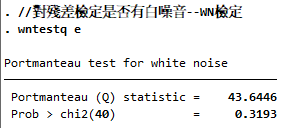 . //對殘差檢定是否有白噪音--WN檢定
. wntestq e
Portmanteau test for white noise
Portmanteau (Q) statistic = 43.6446
Prob > chi2(40) = 0.3193